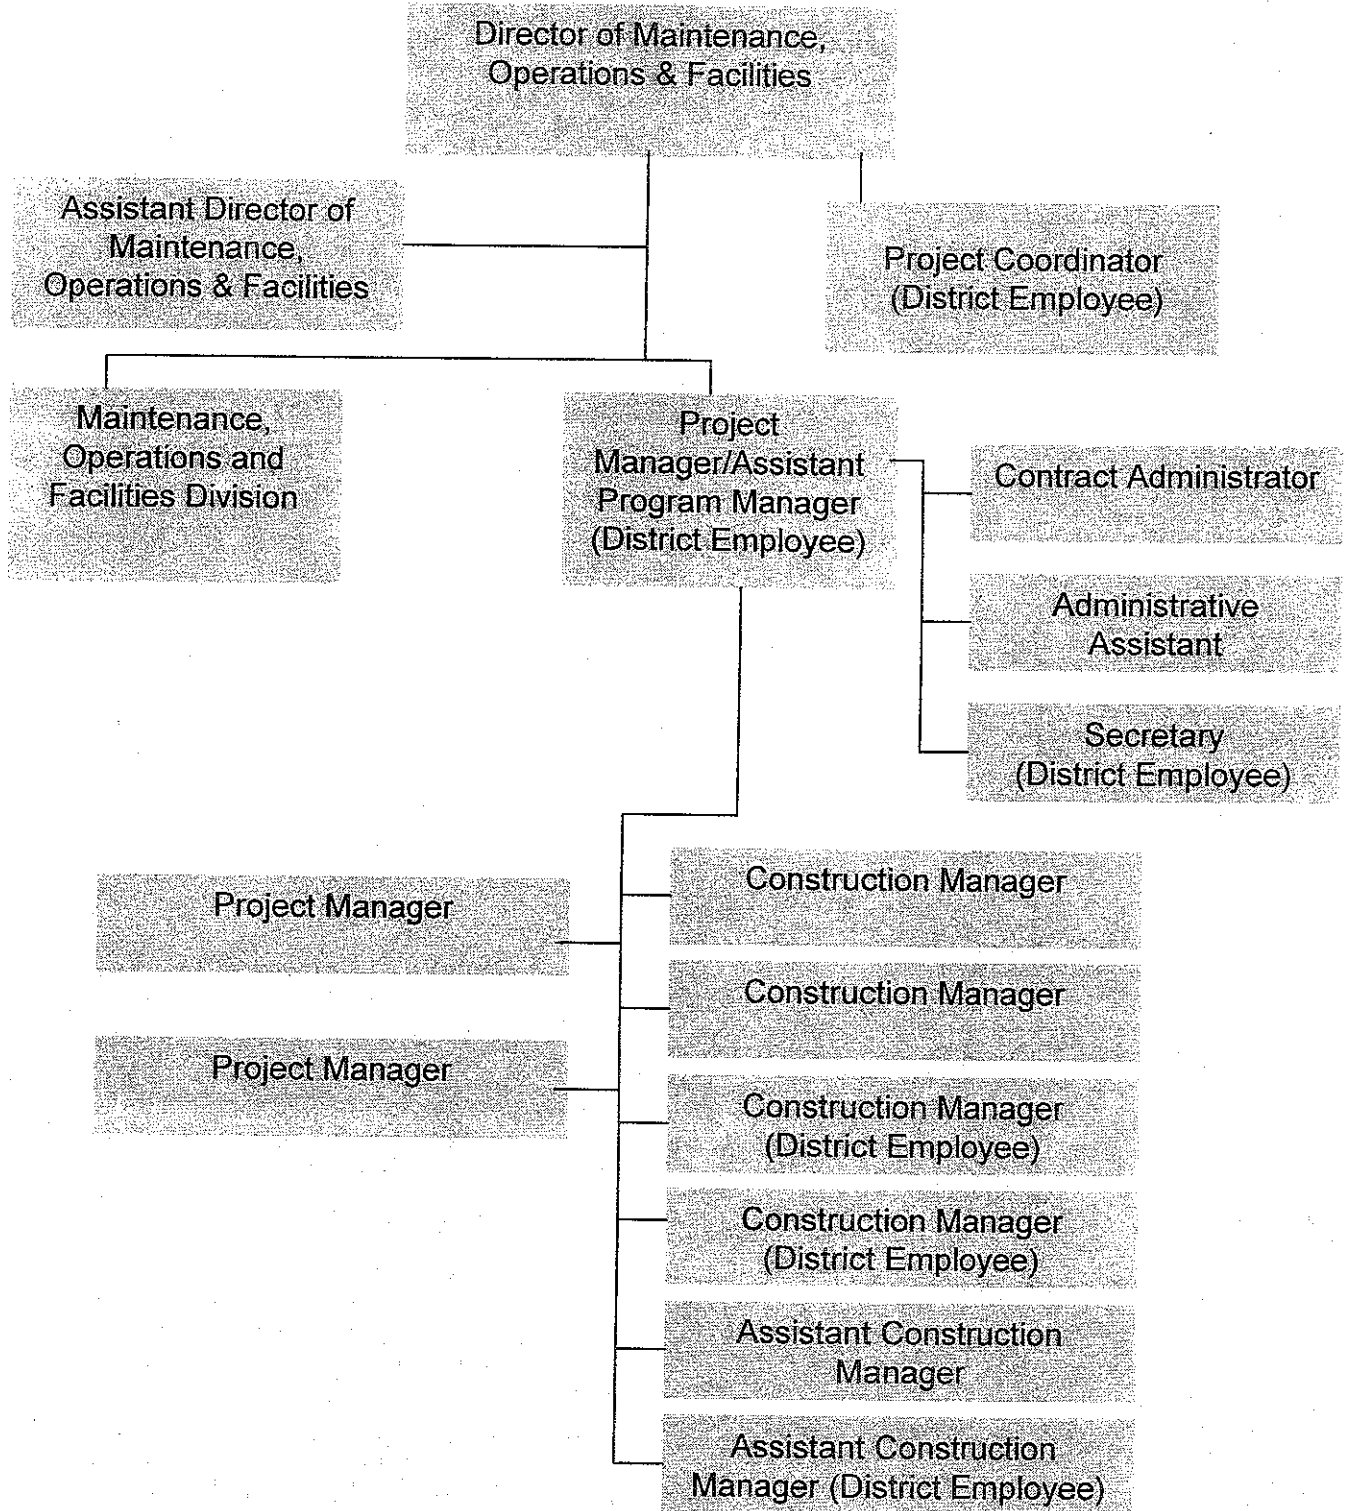 Director of Maintenance,
Operations & Facilities
Assistant Director of
Maintenance,
Operations & Facilities
Project Coordinator
(District Employee)
Maintenance,
Operations and
Facilities Division
Project
Manager/Assistant
Program Manager
(District Employee)
Contract Administrator
Administrative
Assistant
Secretary
(District Employee)
Project Manager
Project Manager
Construction Manager
Construction Manager
Construction Manager
(District Employee)
Construction Manager
(District Employee)
Assistant Construction
Manager
Assistant Construction
Manager (District Employee)